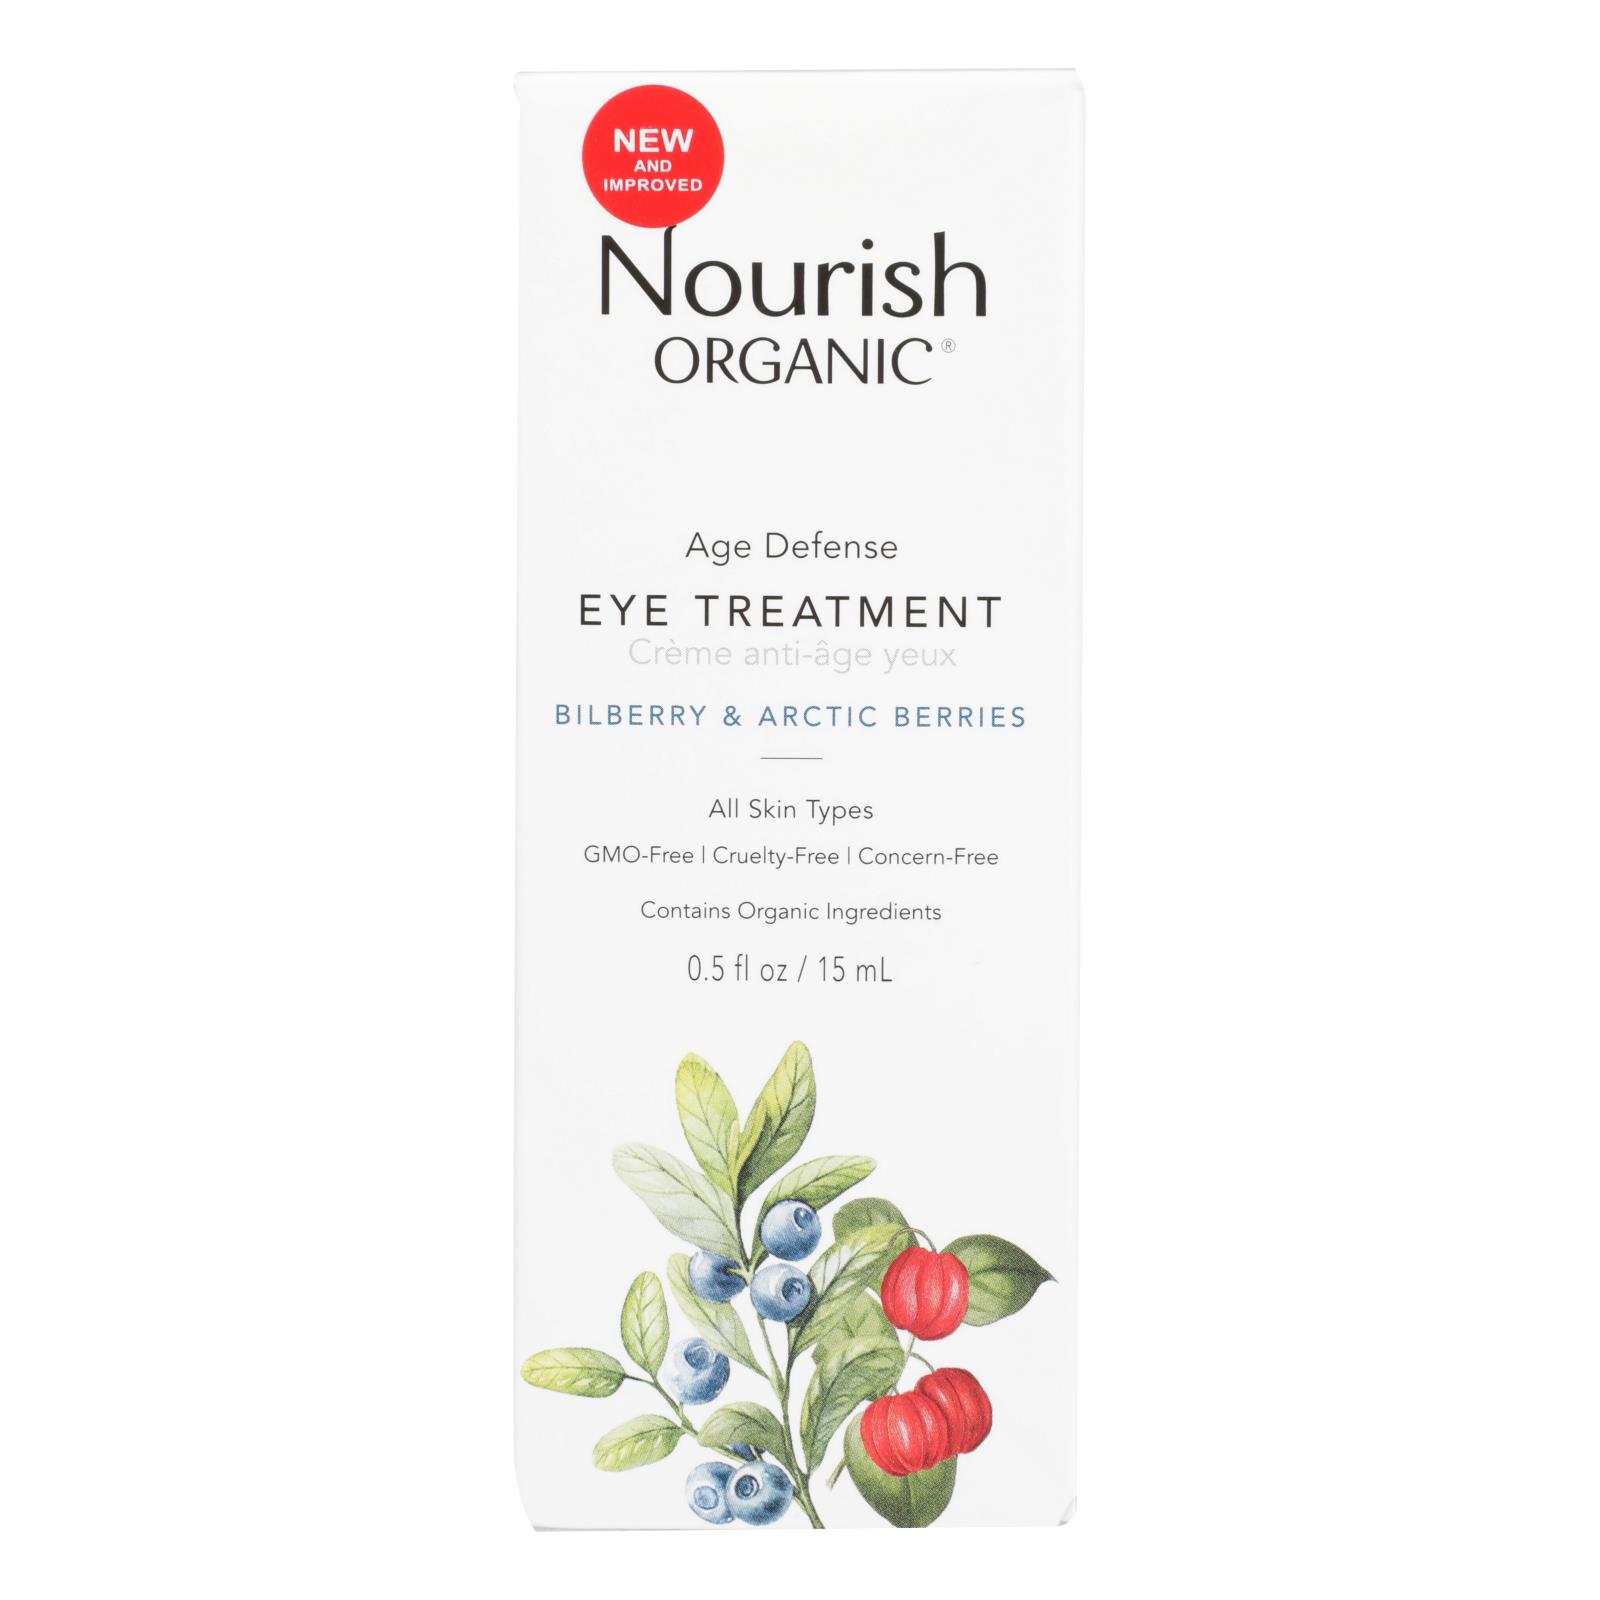 NEW
AND
IMPROVED
Nourish
ORGANIC®
Age Defense
EYE TREATMENT
Crème anti-âge yeux
BILBERRY & ARCTIC BERRIES
All Skin Types
GMO-Free | Cruelty-Free | Concern-Free
Contains Organic Ingredients
0.5 fl oz / 15 mL